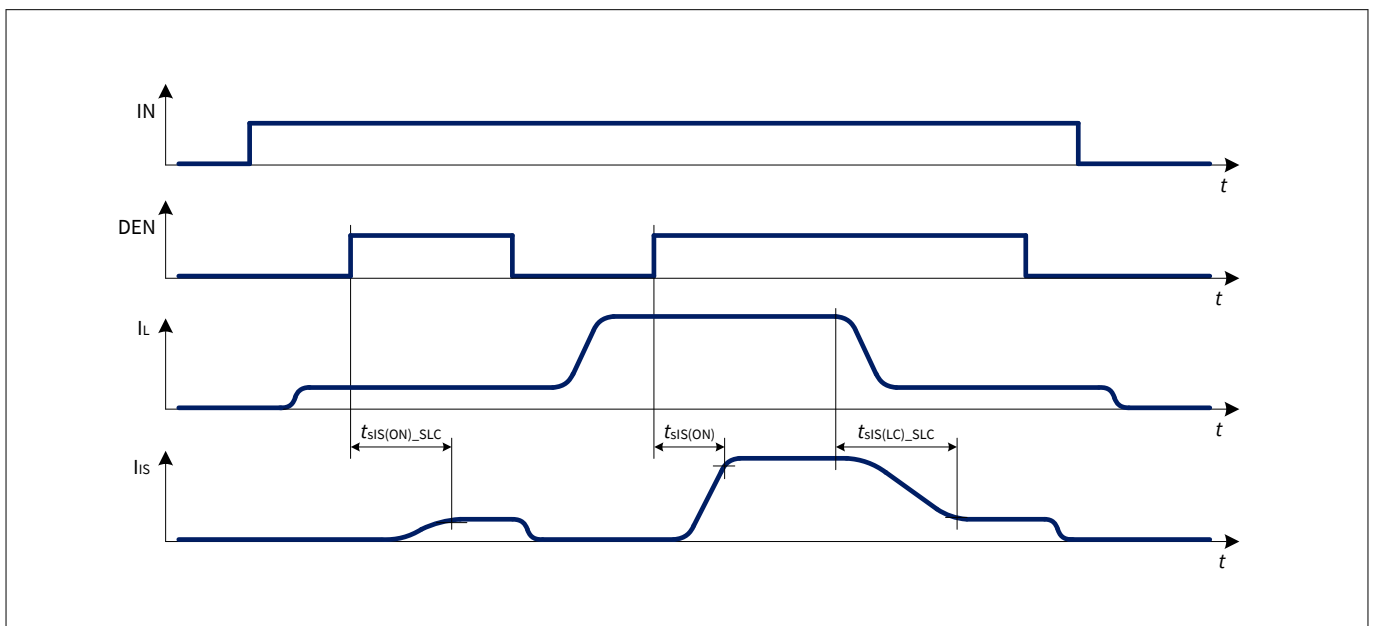 IN
t
DEN
t
IL
tsIS(ON)_SLC
tsIS(ON)
tsIS(LC)_SLC
IIS
t